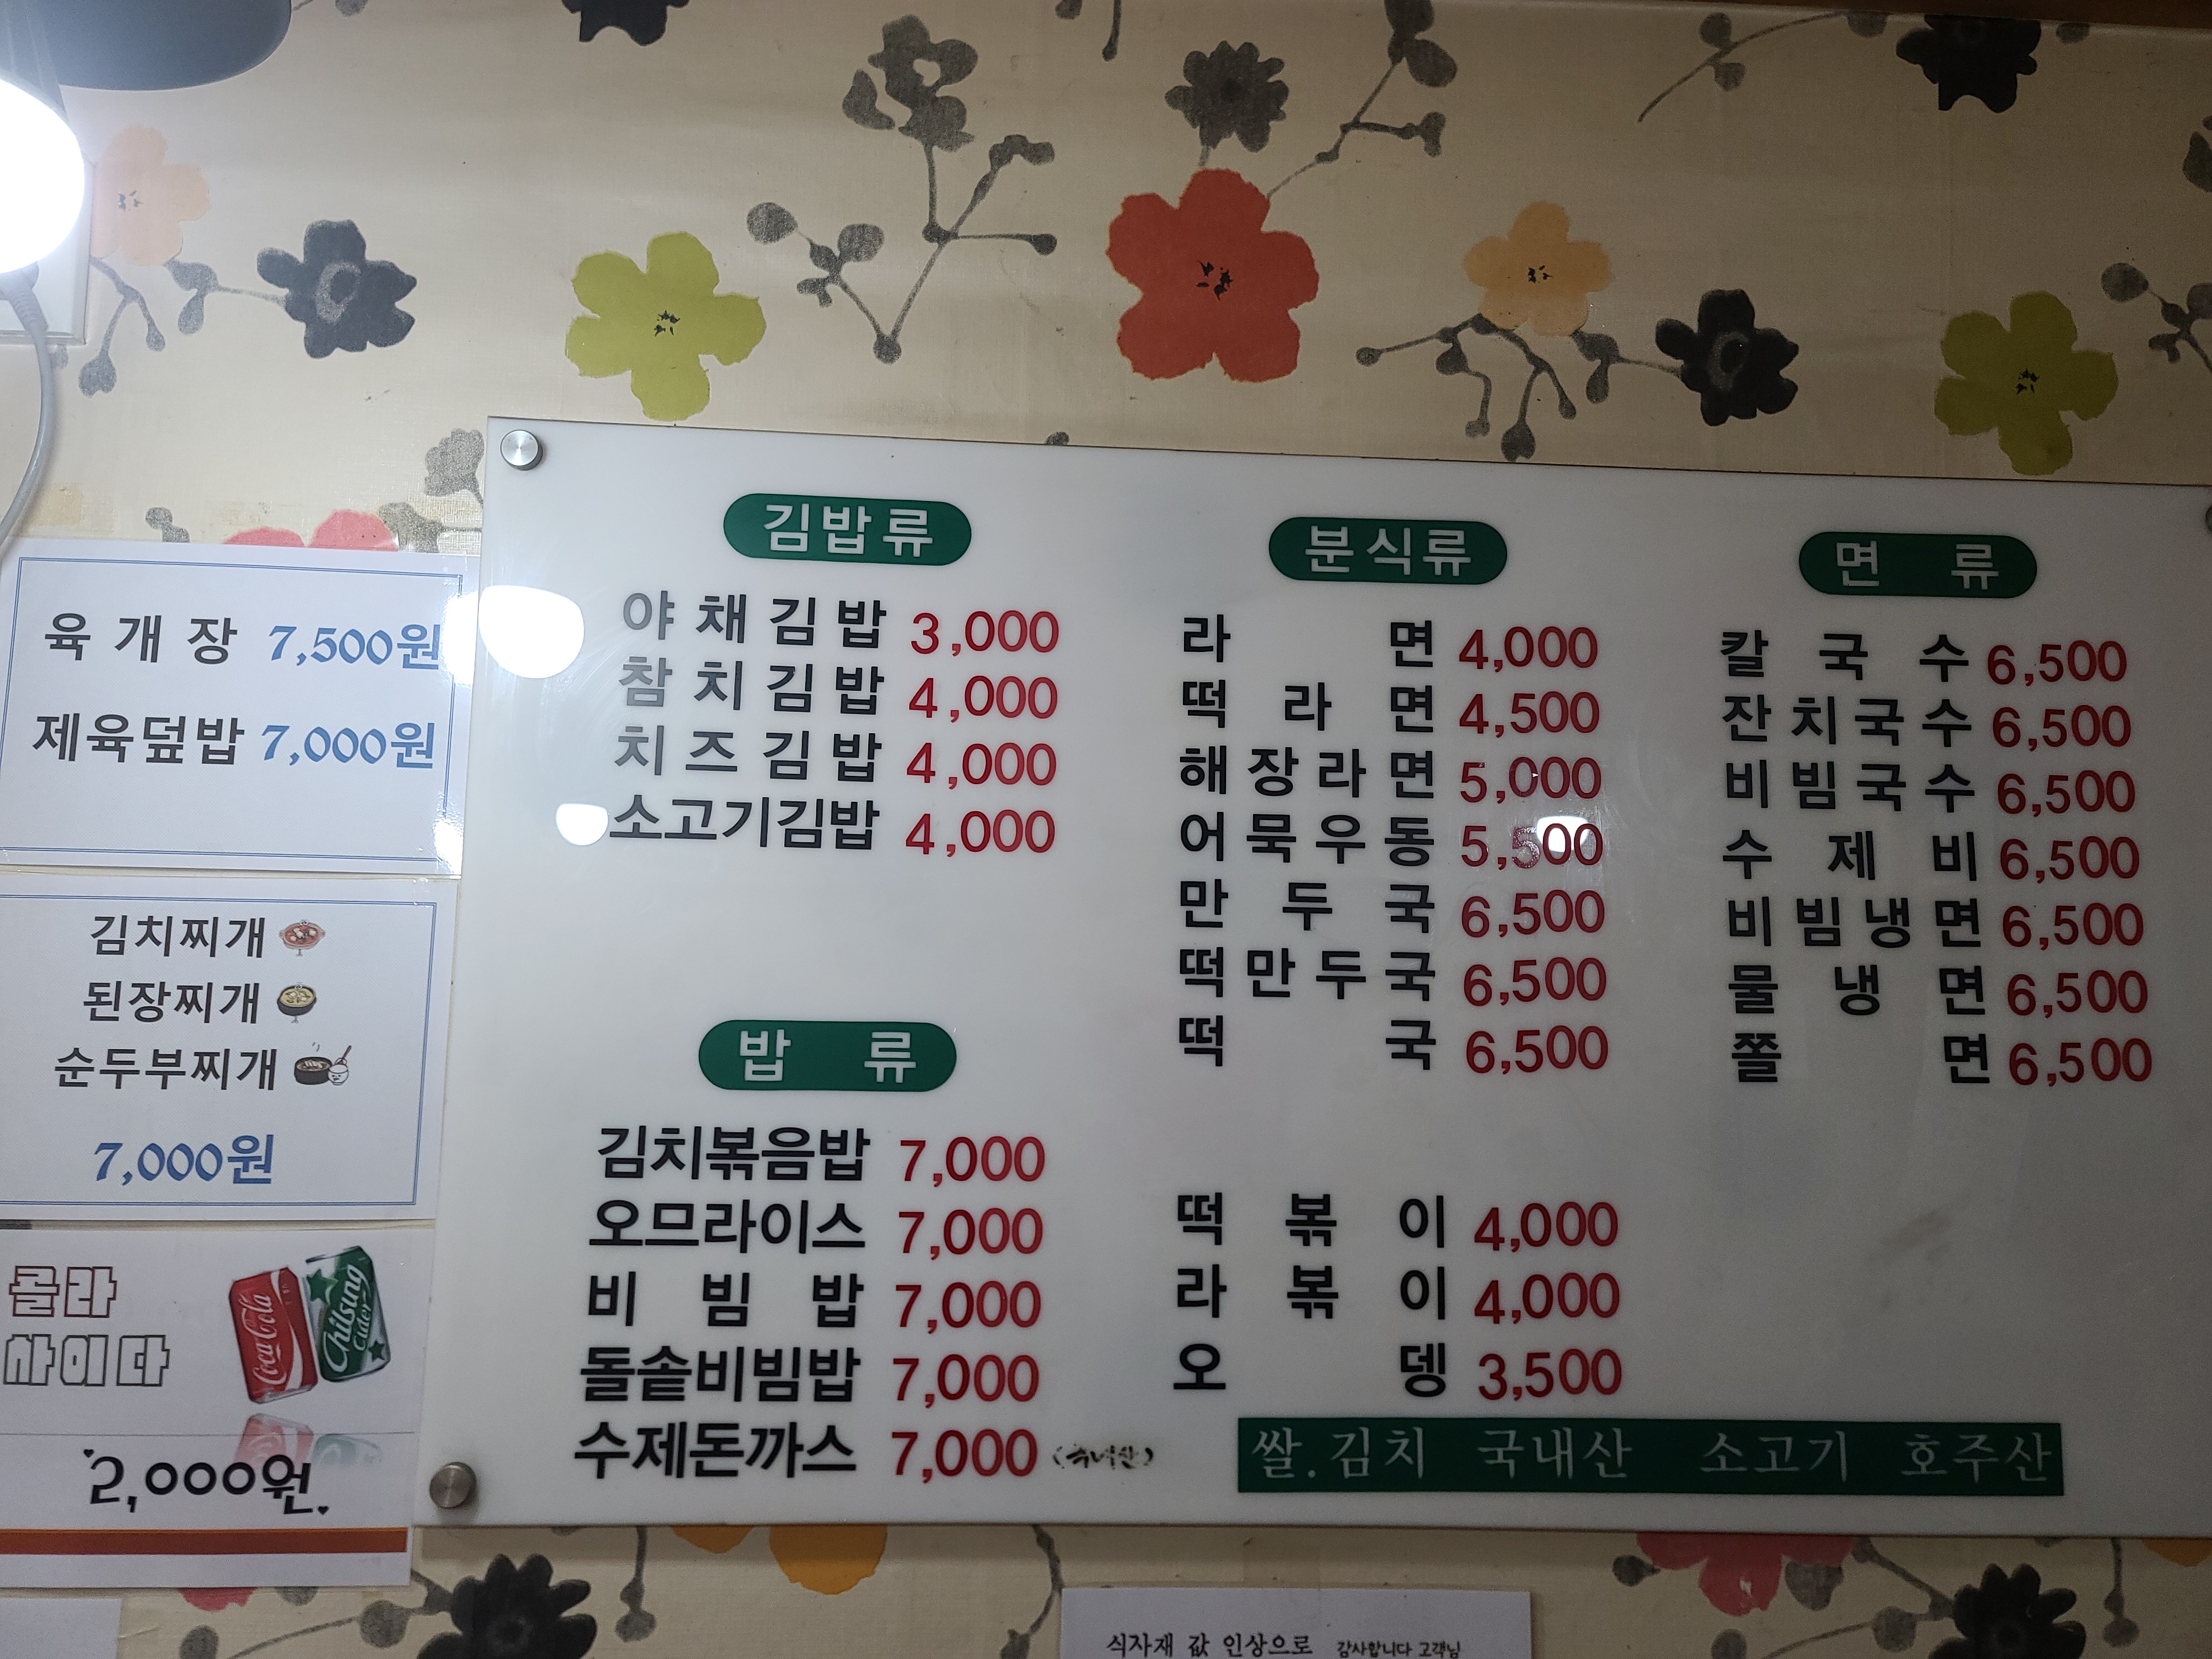 육개장 7,500원
제육덮밥 7,000원
김치찌개
된장찌개
순두부찌개
7,000원
콜라
사이다
Coca-Cola
Chilsung
Cider
2,000원
김밥류
야채김밥 3,000
참치김밥 4,000
치즈김밥 4,000
소고기김밥 4,000
밥류
김치볶음밥 7,000
오므라이스 7,000
비빔밥 7,000
돌솥비빔밥 7,000
수제돈까스 7,000 (국내산)
분식류
라면 4,000
떡라면 4,500
해장라면 5,000
어묵우동 5,500
만두국 6,500
떡만두국 6,500
떡국 6,500
떡볶이 4,000
라볶이 4,000
오뎅 3,500
면류
칼국수 6,500
잔치국수 6,500
비빔국수 6,500
수제비 6,500
비빔냉면 6,500
물냉면 6,500
쫄면 6,500
쌀.김치 국내산 소고기 호주산
식자재 값 인상으로 감사합니다 고객님